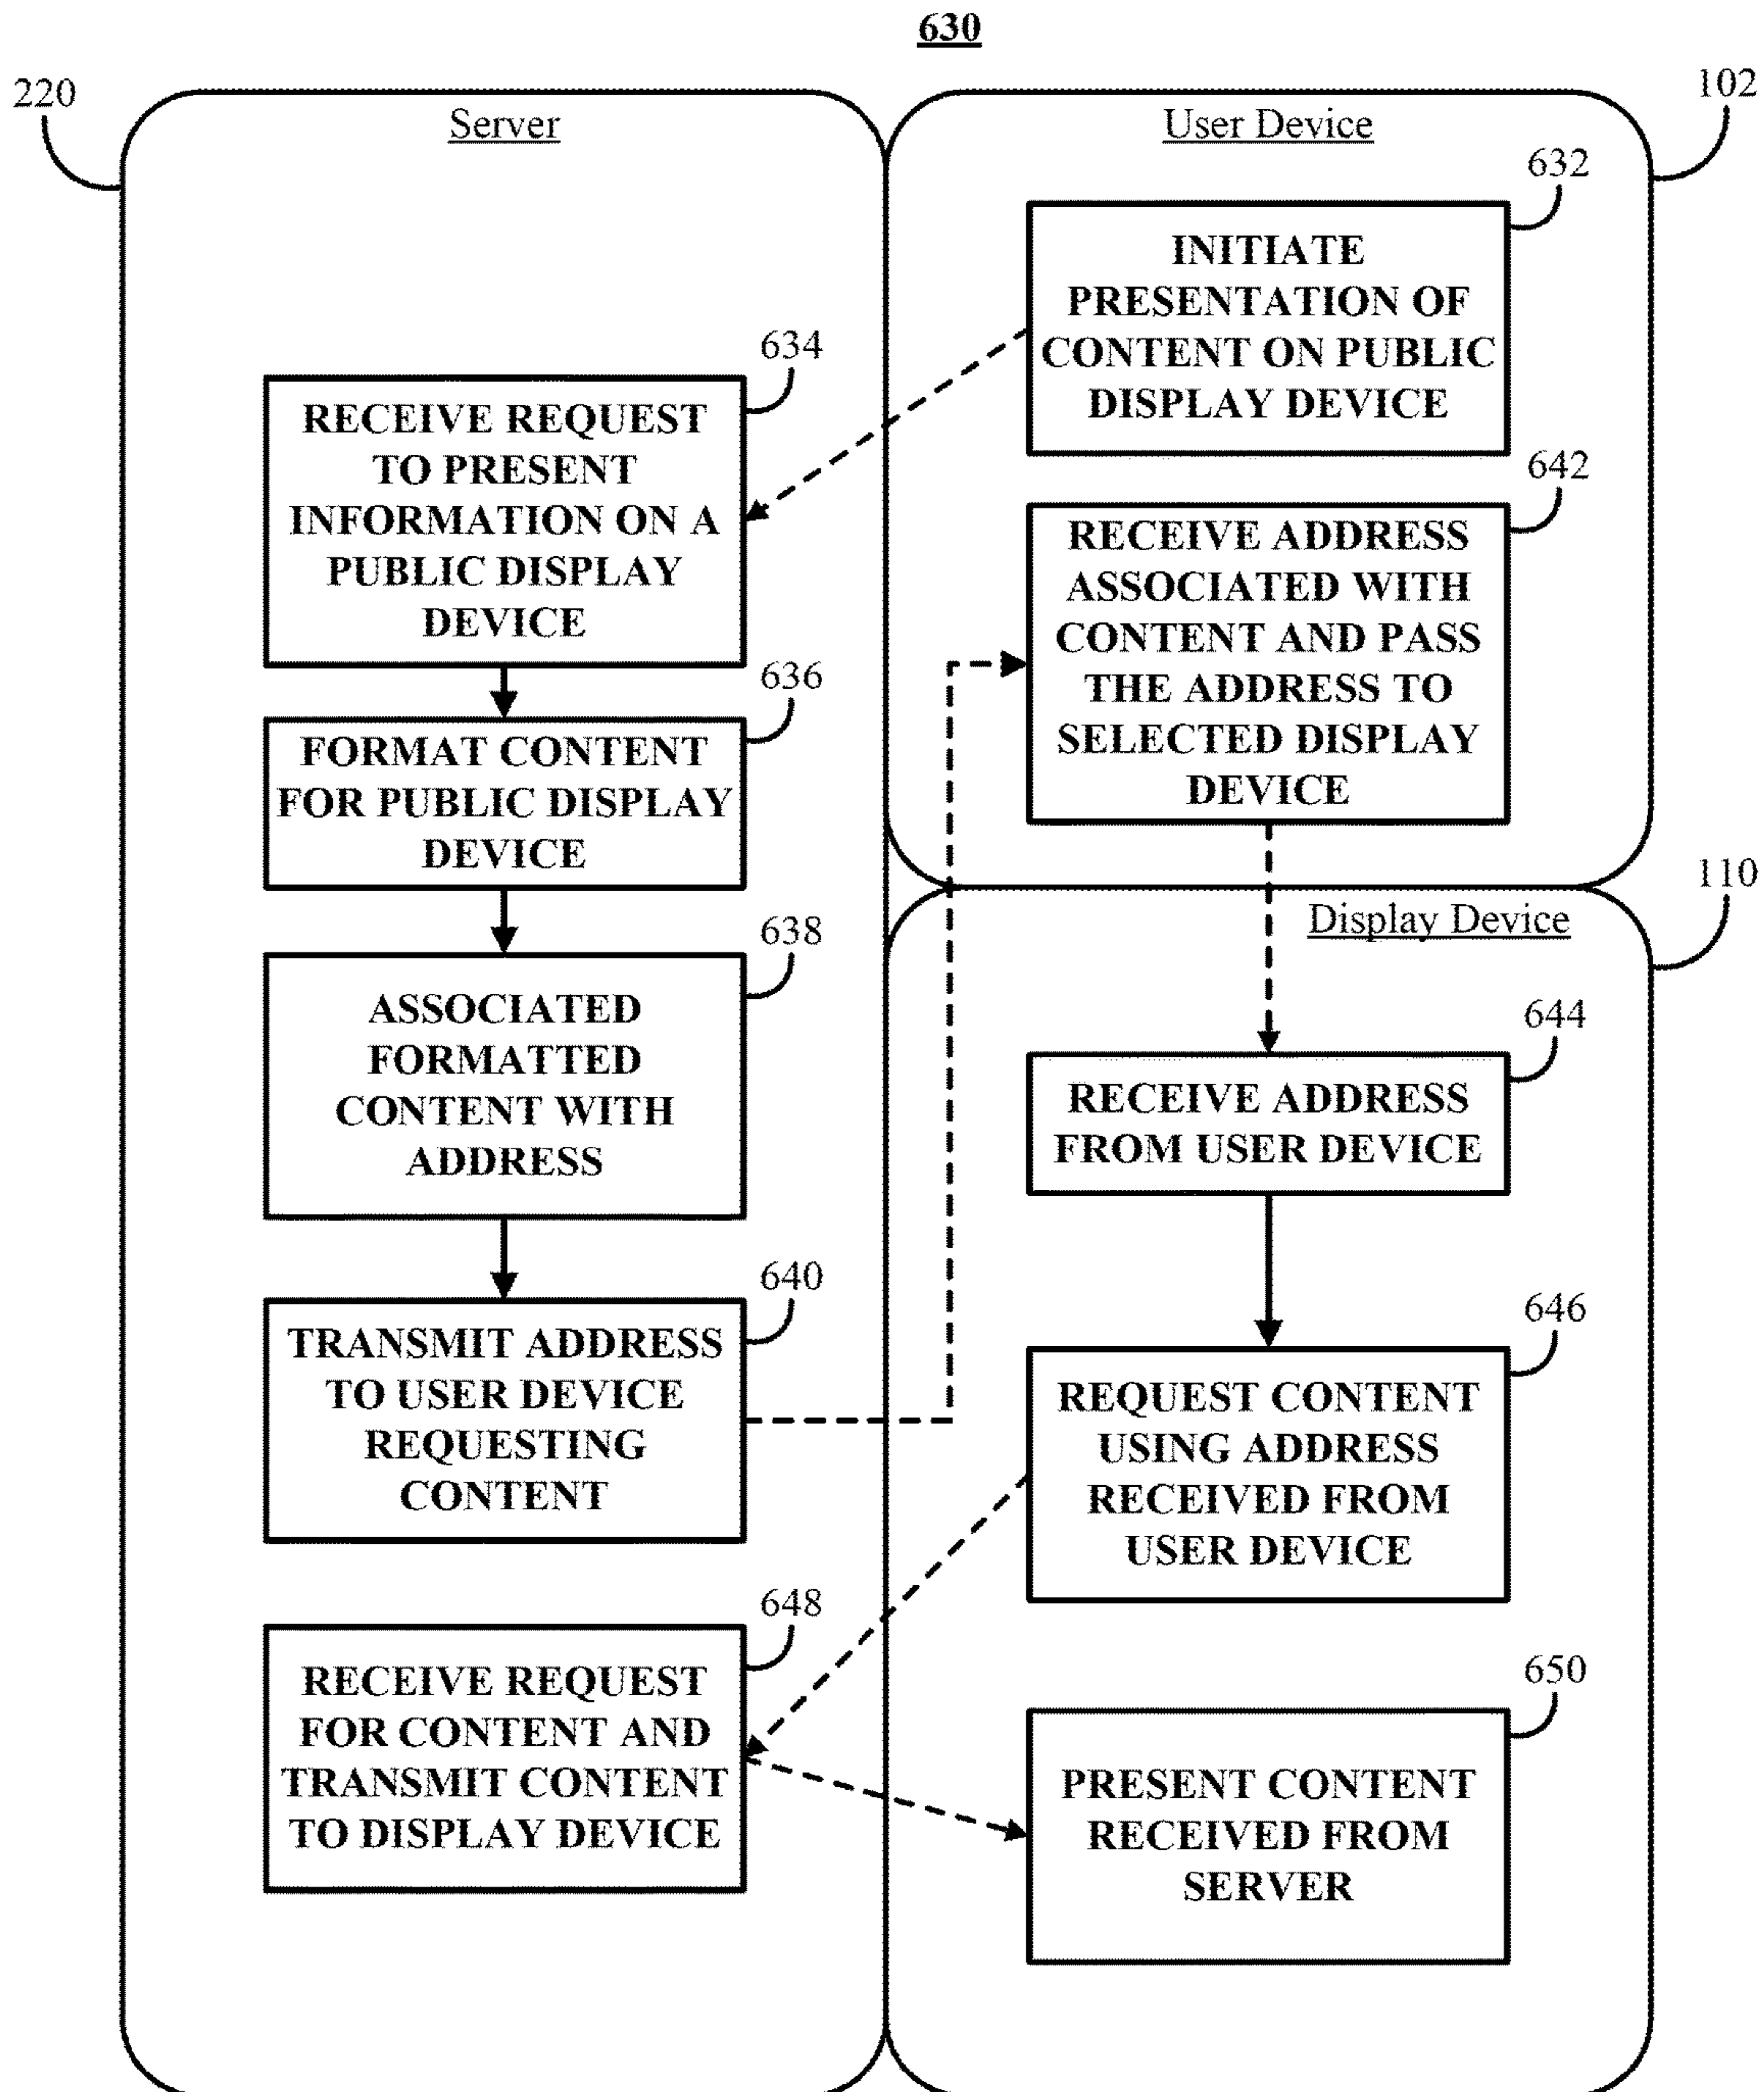 630
220
Server
User Device
102
632
INITIATE
PRESENTATION OF
CONTENT ON PUBLIC
DISPLAY DEVICE
634
RECEIVE REQUEST
TO PRESENT
INFORMATION ON A
PUBLIC DISPLAY
DEVICE
642
RECEIVE ADDRESS
ASSOCIATED WITH
CONTENT AND PASS
THE ADDRESS TO
SELECTED DISPLAY
DEVICE
636
FORMAT CONTENT
FOR PUBLIC DISPLAY
DEVICE
110
Display Device
638
ASSOCIATED
FORMATTED
CONTENT WITH
ADDRESS
644
RECEIVE ADDRESS
FROM USER DEVICE
640
TRANSMIT ADDRESS
TO USER DEVICE
REQUESTING
CONTENT
646
REQUEST CONTENT
USING ADDRESS
RECEIVED FROM
USER DEVICE
648
RECEIVE REQUEST
FOR CONTENT AND
TRANSMIT CONTENT
TO DISPLAY DEVICE
650
PRESENT CONTENT
RECEIVED FROM
SERVER